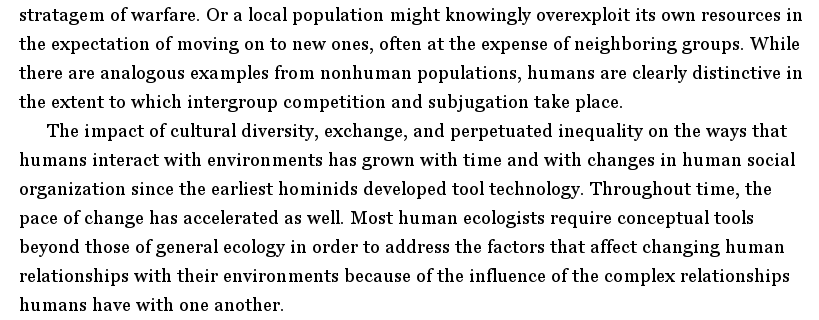 stratagem of warfare. Or a local population might knowingly overexploit its own resources in
the expectation of moving on to new ones, often at the expense of neighboring groups. While
there are analogous examples from nonhuman populations, humans are clearly distinctive in
the extent to which intergroup competition and subjugation take place.
The impact of cultural diversity, exchange, and perpetuated inequality on the ways that
humans interact with environments has grown with time and with changes in human social
organization since the earliest hominids developed tool technology. Throughout time, the
pace of change has accelerated as well. Most human ecologists require conceptual tools
beyond those of general ecology in order to address the factors that affect changing human
relationships with their environments because of the influence of the complex relationships
humans have with one another.